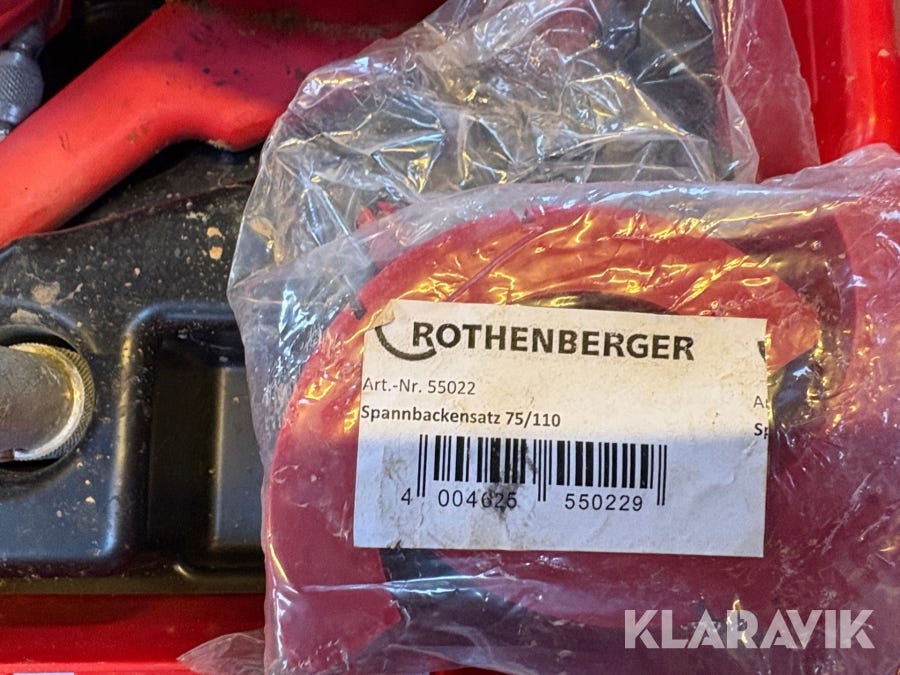 ROTHENBERGER
Art.-Nr. 55022
Spannbackensatz 75/110
4 004625 550229
KLARAVIK